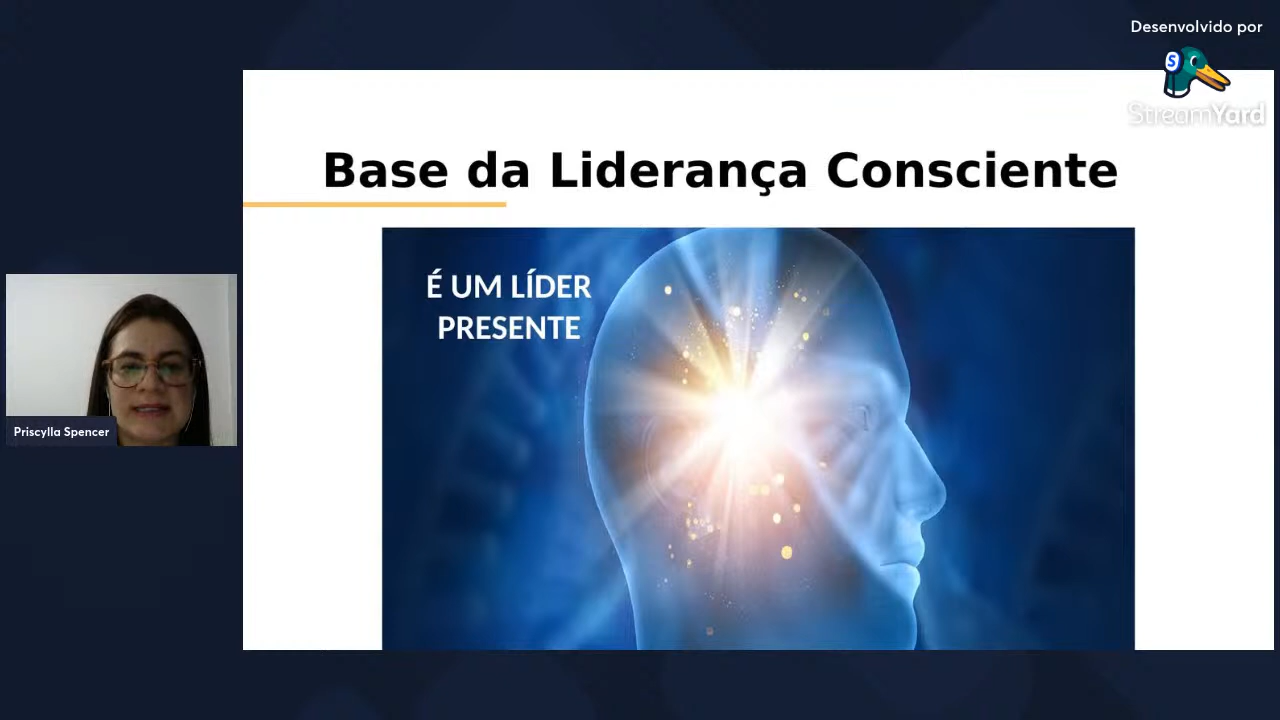 Desenvolvido por
S
StreamYard
Base da Liderança Consciente
É UM LÍDER
PRESENTE
Priscylla Spencer